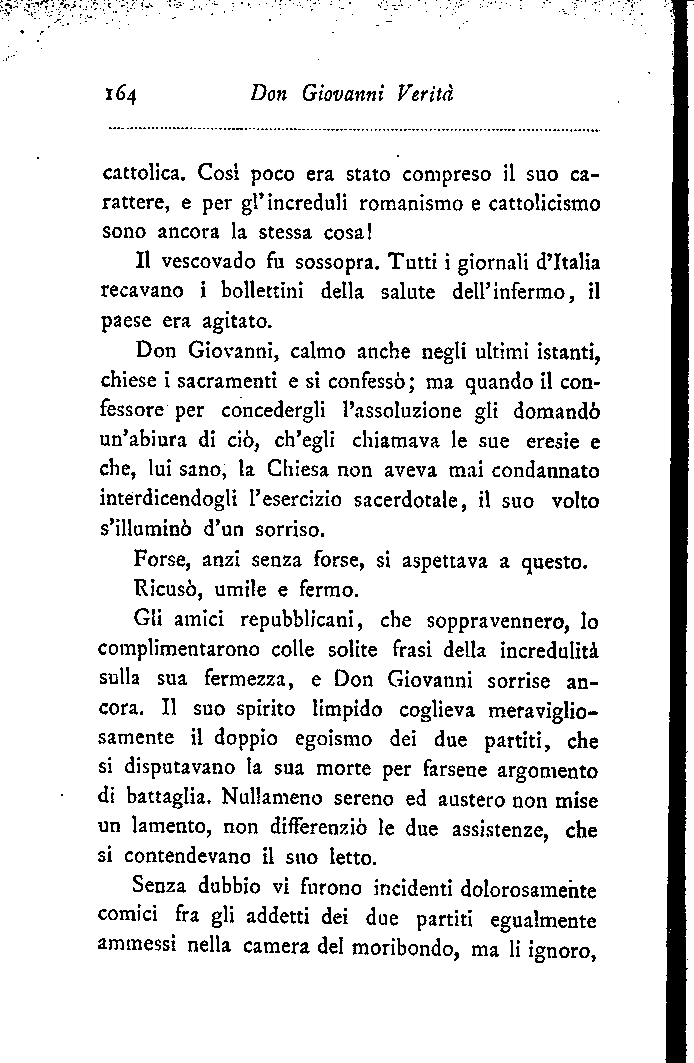 164 Don Giovanni Verità
cattolica. Così poco era stato compreso il suo ca-
rattere, e per gl'increduli romanismo e cattolicismo
sono ancora la stessa cosa!
Il vescovado fu sossopra. Tutti i giornali d'Italia
recavano i bollettini della salute dell'infermo, il
paese era agitato.
Don Giovanni, calmo anche negli ultimi istanti,
chiese i sacramenti e si confessò; ma quando il con-
fessore per concedergli l'assoluzione gli domandò
un'abiura di ciò, ch'egli chiamava le sue eresie e
che, lui sano, la Chiesa non aveva mai condannato
interdicendogli l'esercizio sacerdotale, il suo volto
s'illuminò d'un sorriso.
Forse, anzi senza forse, si aspettava a questo.
Ricusò, umile e fermo.
Gli amici repubblicani, che soppravennero, lo
complimentarono colle solite frasi della incredulità
sulla sua fermezza, e Don Giovanni sorrise an-
cora. Il suo spirito limpido coglieva meraviglio-
samente il doppio egoismo dei due partiti, che
si disputavano la sua morte per farsene argomento
di battaglia. Nullameno sereno ed austero non mise
un lamento, non differenziò le due assistenze, che
si contendevano il suo letto.
Senza dubbio vi furono incidenti dolorosamente
comici fra gli addetti dei due partiti egualmente
ammessi nella camera del moribondo, ma li ignoro,